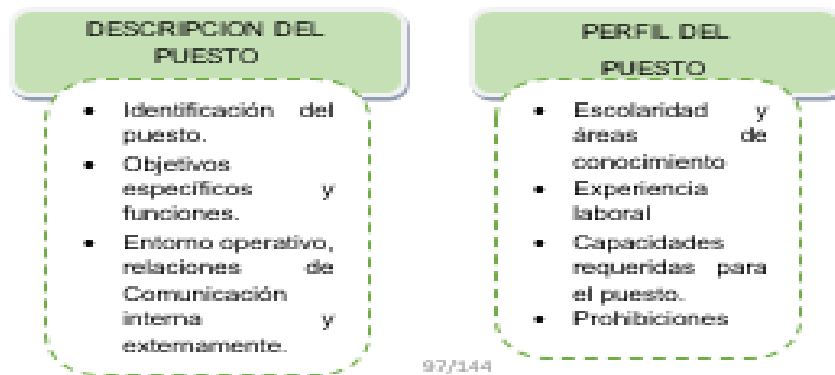 DESCRIPCION DEL
PUESTO
• Identificación del
puesto.
• Objetivos
específicos y
funciones.
• Entorno operativo,
relaciones de
Comunicación
interna y
externamente.
PERFIL DEL
PUESTO
• Escolaridad y
áreas de
conocimiento
• Experiencia
laboral
• Capacidades
requeridas para
el puesto.
• Prohibiciones
97/144